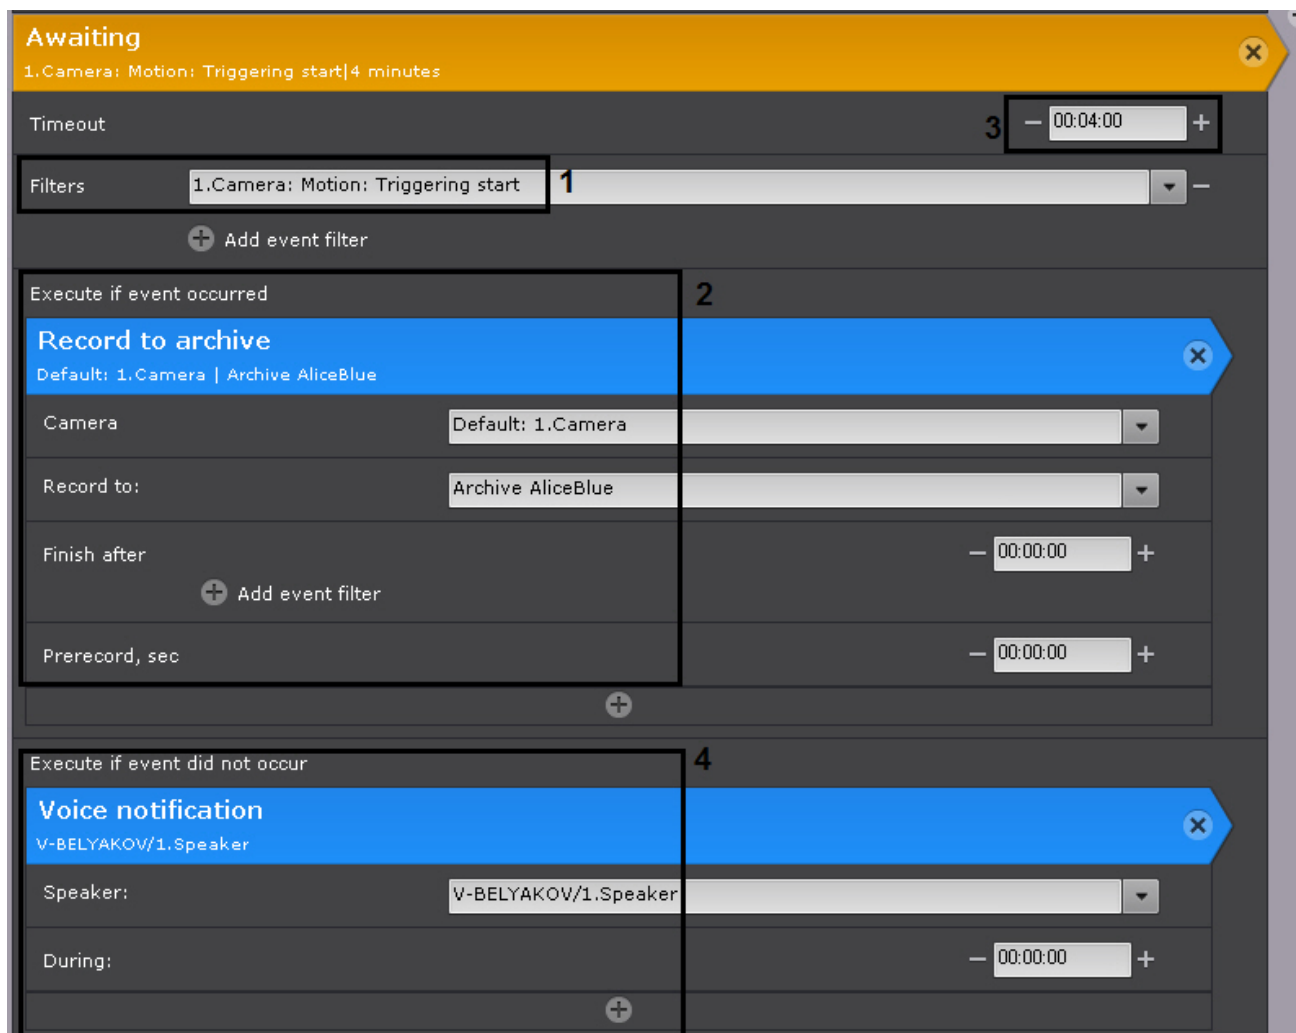 Awaiting
1.Camera: Motion: Triggering start|4 minutes
Timeout 3 00:04:00
Filters 1.Camera: Motion: Triggering start 1
Add event filter
Execute if event occurred 2
Record to archive
Default: 1.Camera | Archive AliceBlue
Camera Default: 1.Camera
Record to: Archive AliceBlue
Finish after 00:00:00
Add event filter
Prerecord, sec 00:00:00
Execute if event did not occur 4
Voice notification
V-BELYAKOV/1.Speaker
Speaker: V-BELYAKOV/1.Speaker
During: 00:00:00